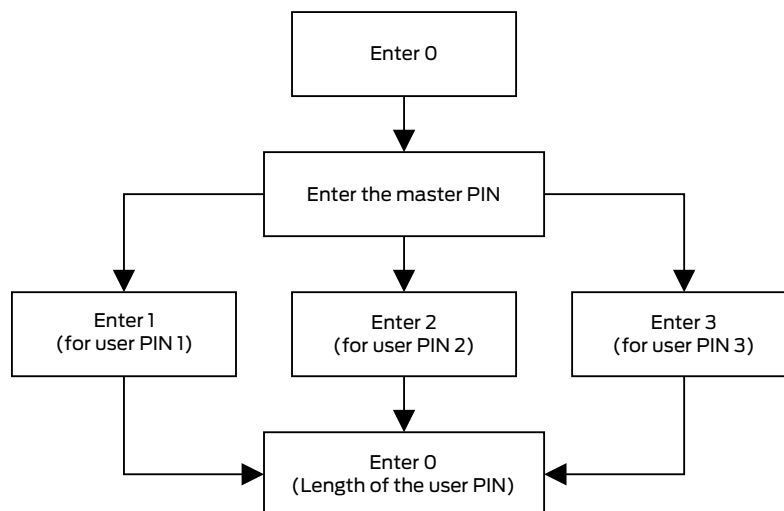 Enter 0
Enter the master PIN
Enter 1
(for user PIN 1)
Enter 2
(for user PIN 2)
Enter 3
(for user PIN 3)
Enter 0
(Length of the user PIN)